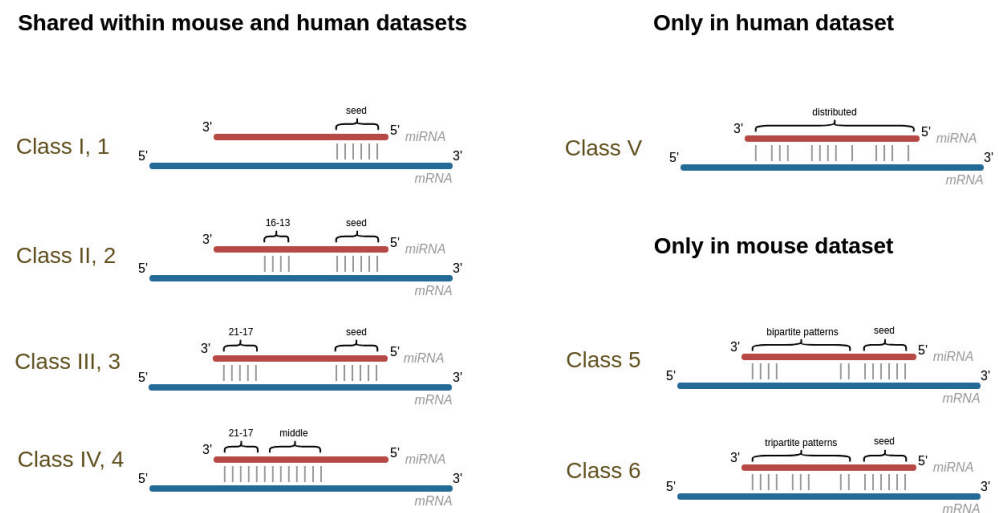 Shared within mouse and human datasets
Only in human dataset
seed
3' 5' miRNA
Class I, 1
5' 3'
mRNA
16-13 seed
3' 5' miRNA
Class II, 2
5' 3'
mRNA
21-17 seed
3' 5' miRNA
Class III, 3
5' 3'
mRNA
21-17 middle
3' 5' miRNA
Class IV, 4
5' 3'
mRNA
distributed
3' 5' miRNA
Class V
5' 3'
mRNA
Only in mouse dataset
bipartite patterns seed
3' 5' miRNA
Class 5
5' 3'
mRNA
tripartite patterns seed
3' 5' miRNA
Class 6
5' 3'
mRNA